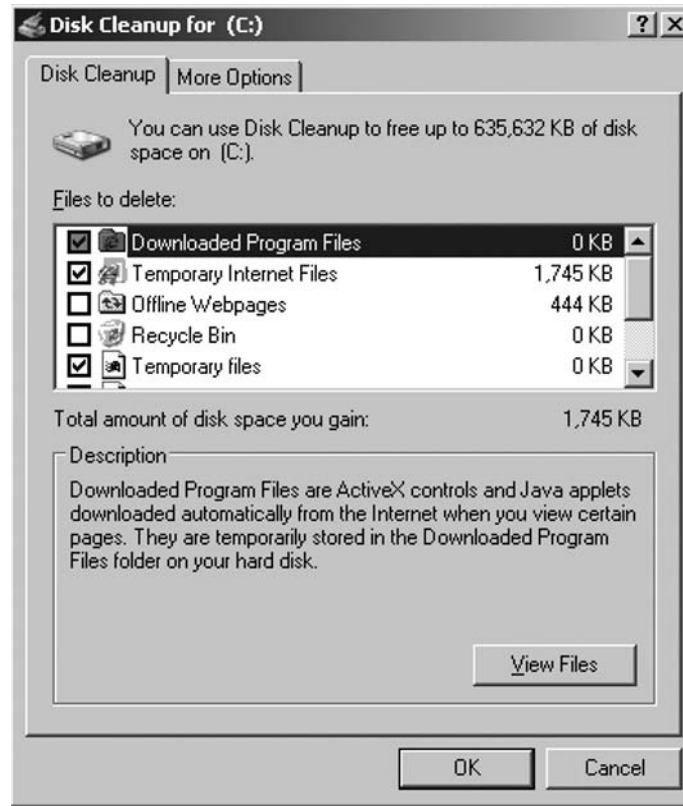 Disk Cleanup for (C:)
Disk Cleanup More Options
You can use Disk Cleanup to free up to 635,632 KB of disk
space on (C:).
Files to delete:
Downloaded Program Files 0 KB
Temporary Internet Files 1,745 KB
Offline Webpages 444 KB
Recycle Bin 0 KB
Temporary files 0 KB
Total amount of disk space you gain: 1,745 KB
Description
Downloaded Program Files are ActiveX controls and Java applets
downloaded automatically from the Internet when you view certain
pages. They are temporarily stored in the Downloaded Program
Files folder on your hard disk.
View Files
OK Cancel